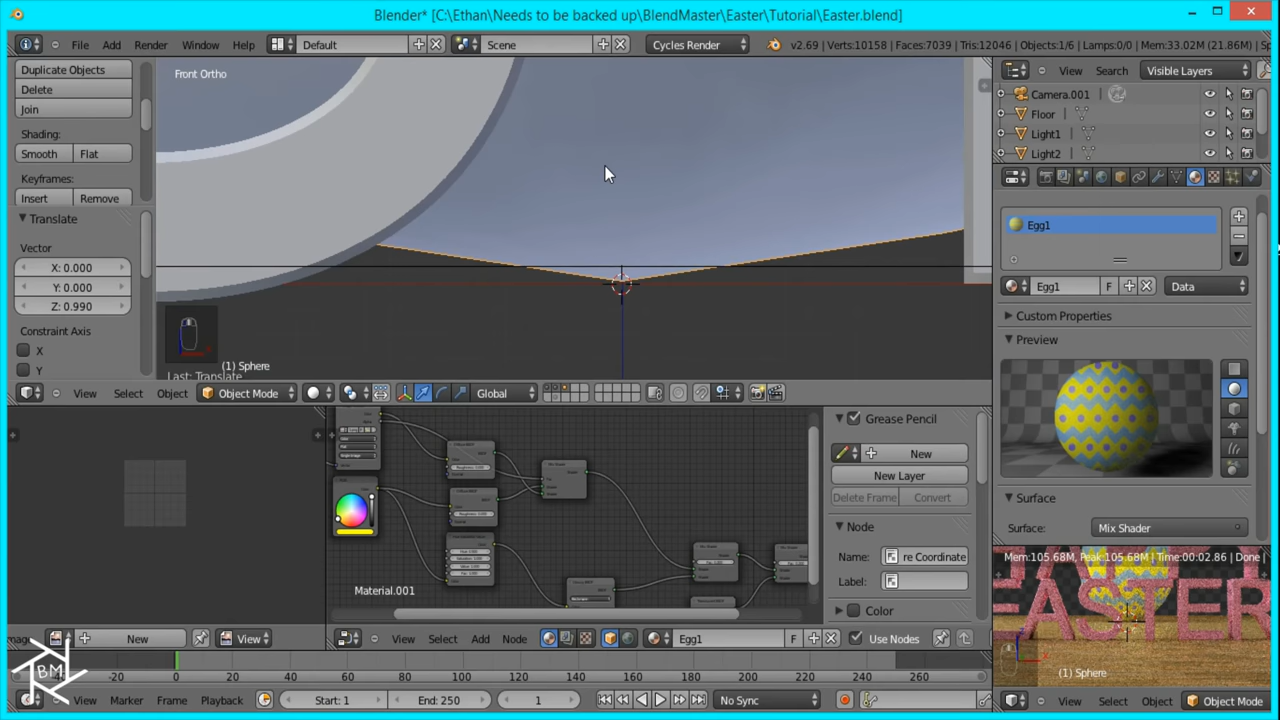 Blender* [C:\Ethan\Needs to be backed up\BlendMaster\Easter\Tutorial\Easter.blend]
File Add Render Window Help Default Scene Cycles Render v2.69 | Verts:10158 | Faces:7039 | Tris:12046 | Objects:1/6 | Lamps:0/0 | Mem:33.02M (21.86M) | Sp
Duplicate Objects
Delete
Join
Shading:
Smooth Flat
Keyframes:
Insert Remove
Translate
Vector
X: 0.000
Y: 0.000
Z: 0.990
Constraint Axis
X
Y
Front Ortho
(1) Sphere
Last: Translate
View Select Object Object Mode Global
View Search Visible Layers
Camera.001
Floor
Light1
Light2
Egg1
Egg1 F Data
Custom Properties
Preview
Surface
Surface: Mix Shader
Material.001
Grease Pencil
New
New Layer
Delete Frame Convert
Node
Name: re Coordinate
Label:
Color
New View
View Select Add Node Egg1 F Use Nodes
Mem:105.68M, Peak:105.68M | Time:00:02.86 | Done |
EASTER
(1) Sphere
View Select Object Object Mode
20 40 60 80 100 120 140 160 180 200 220 240 260
BM
View Marker Frame Playback Start: 1 End: 250 1 No Sync